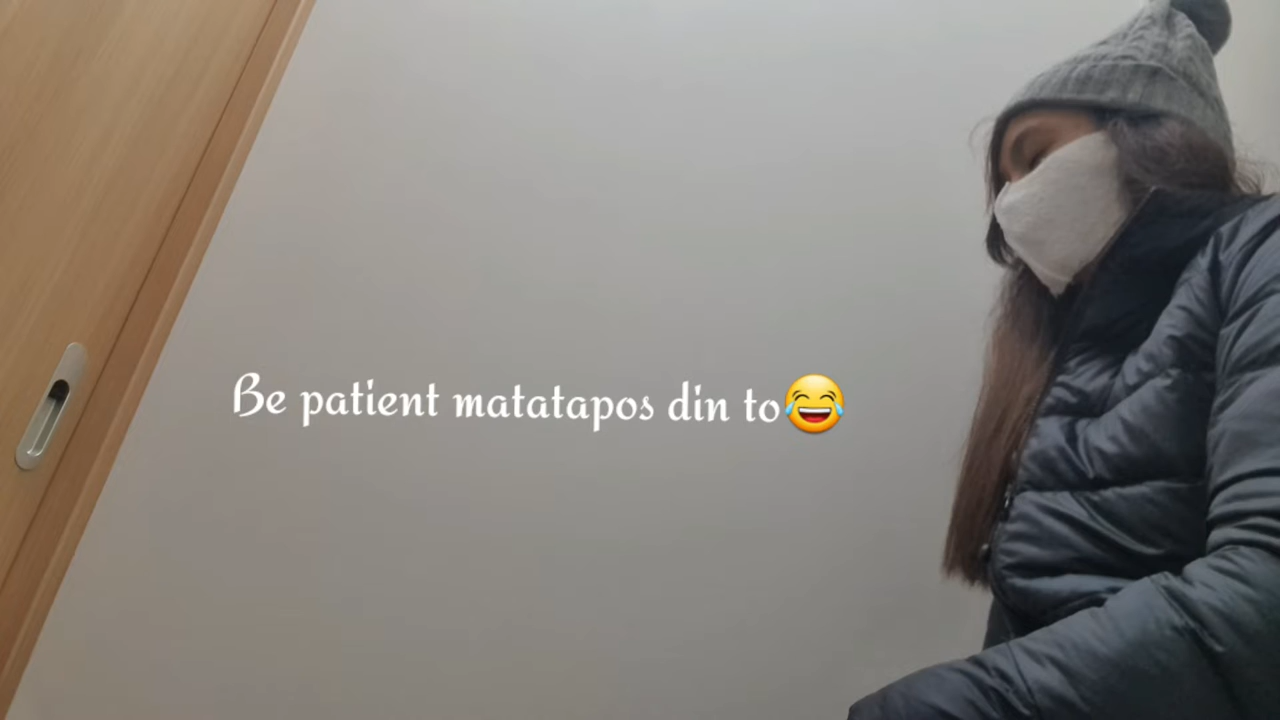 Be patient matatapos din to😂